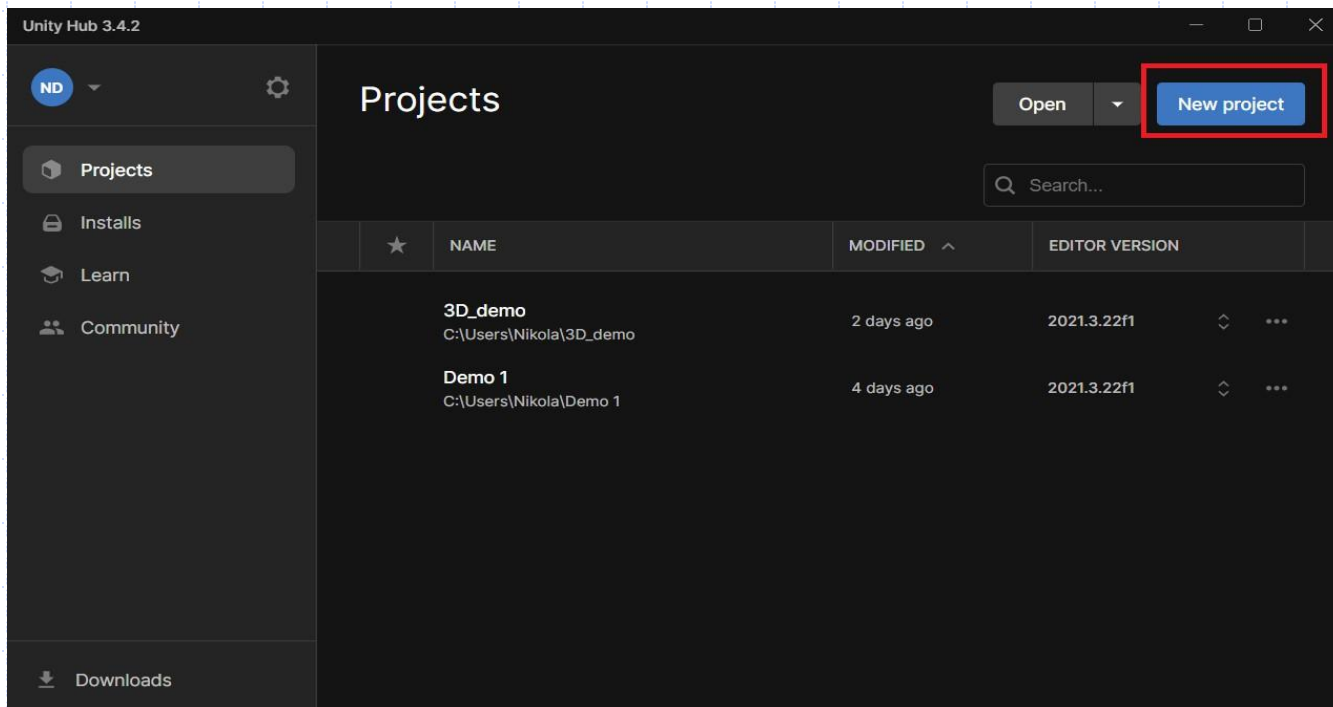 Unity Hub 3.4.2
ND
Projects
Open
New project
Projects
Installs
Learn
Community
Search...
NAME
MODIFIED
EDITOR VERSION
3D_demo
C:\Users\Nikola\3D_demo
2 days ago
2021.3.22f1
Demo 1
C:\Users\Nikola\Demo 1
4 days ago
2021.3.22f1
Downloads